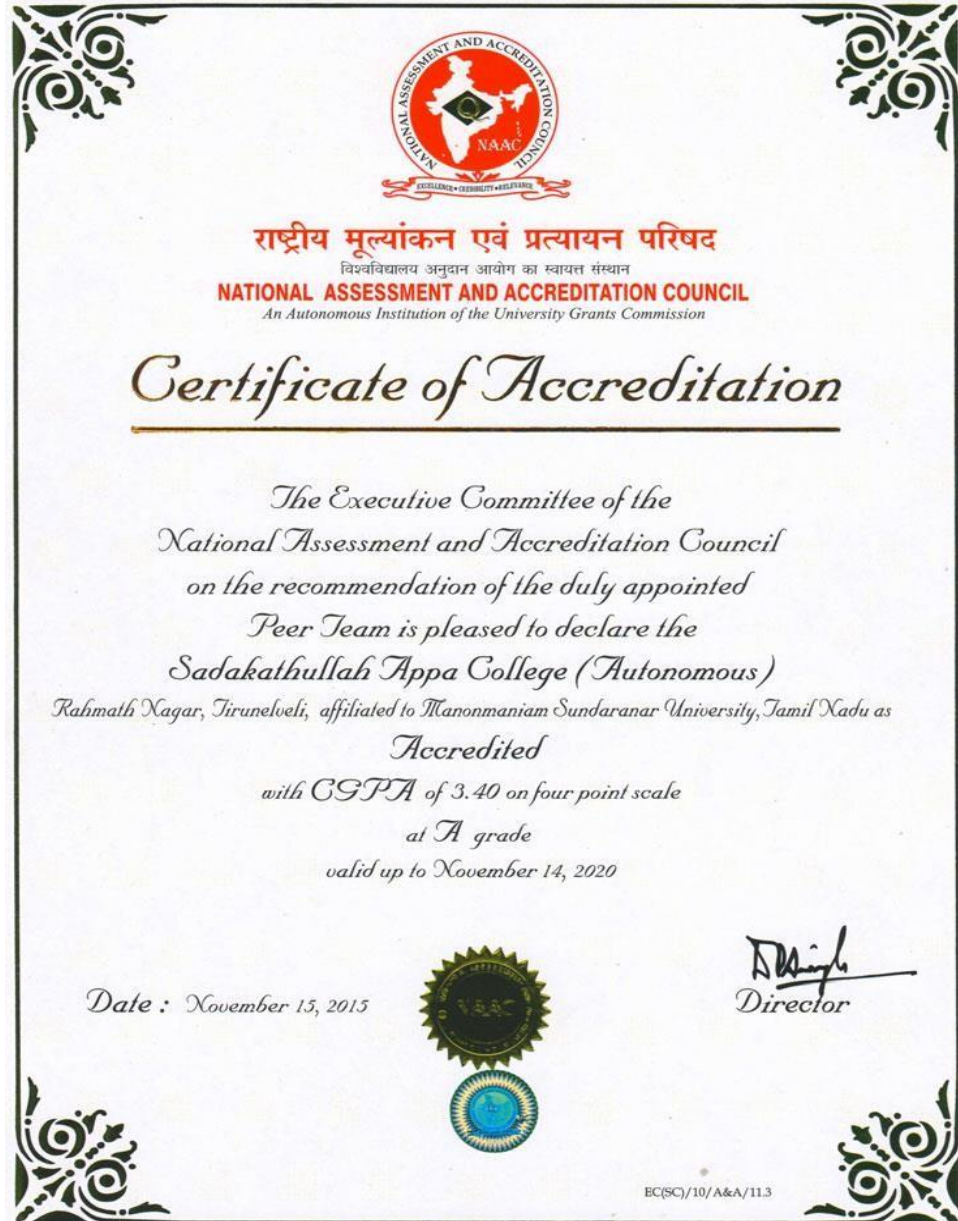 NATIONAL ASSESSMENT AND ACCREDITATION COUNCIL
NAAC
EXCELLENCE • CREDIBILITY • RELEVANCE
राष्ट्रीय मूल्यांकन एवं प्रत्यायन परिषद
विश्वविद्यालय अनुदान आयोग का स्वायत्त संस्थान
NATIONAL ASSESSMENT AND ACCREDITATION COUNCIL
An Autonomous Institution of the University Grants Commission
Certificate of Accreditation
The Executive Committee of the
National Assessment and Accreditation Council
on the recommendation of the duly appointed
Peer Team is pleased to declare the
Sadakathullah Appa College (Autonomous)
Rahmath Nagar, Tirunelveli, affiliated to Manonmaniam Sundaranar University, Tamil Nadu as
Accredited
with CGPA of 3.40 on four point scale
at A grade
valid up to November 14, 2020
Date : November 15, 2015
NAAC
Director
EC(SC)/10/A&A/11.3